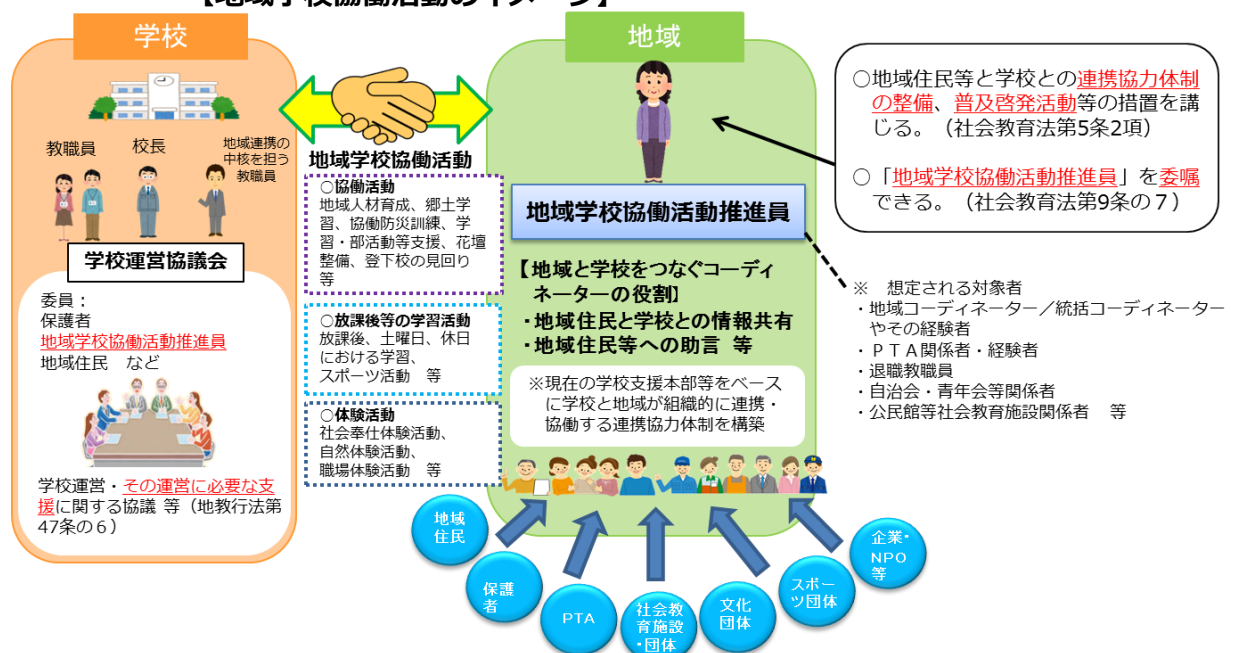 【地域学校協働活動のイメージ】
学校
教職員
校長
地域連携の
中核を担う
教職員
学校運営協議会
委員：
保護者
地域学校協働活動推進員
地域住民　など
学校運営・その運営に必要な支
援に関する協議 等（地教行法第
47条の６）
地域学校協働活動
○協働活動
地域人材育成、郷土学
習、協働防災訓練、学
習・部活動等支援、花壇
整備、登下校の見回り
等
○放課後等の学習活動
放課後、土曜日、休日
における学習、
スポーツ活動　等
○体験活動
社会奉仕体験活動、
自然体験活動、
職場体験活動　等
地域
地域学校協働活動推進員
【地域と学校をつなぐコーディ
ネーターの役割】
・地域住民と学校との情報共有
・地域住民等への助言 等
※現在の学校支援本部等をベース
に学校と地域が組織的に連携・
協働する連携協力体制を構築
地域
住民
保護
者
PTA
社会教
育施設
・団体
文化
団体
スポー
ツ団体
企業・
NPO
等
○地域住民等と学校との連携協力体制
の整備、普及啓発活動等の措置を講
じる。（社会教育法第5条2項）
○「地域学校協働活動推進員」を委嘱
できる。（社会教育法第9条の７）
※　想定される対象者
・地域コーディネーター／統括コーディネーター
やその経験者
・ＰＴＡ関係者・経験者
・退職教職員
・自治会・青年会等関係者
・公民館等社会教育施設関係者　等